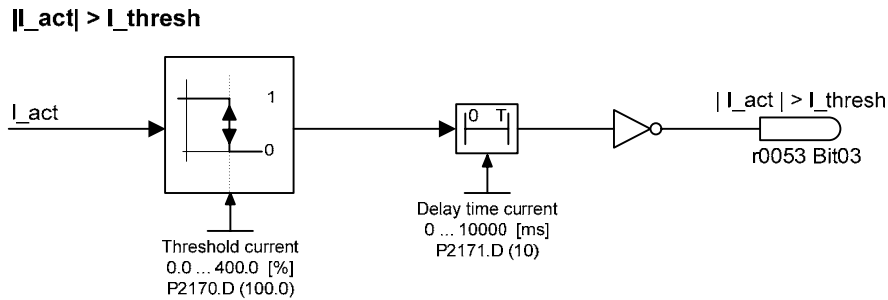 |I_act| > I_thresh
I_act
1
0
0 T
| I_act | > I_thresh
r0053 Bit03
Threshold current
0.0 ... 400.0 [%]
P2170.D (100.0)
Delay time current
0 ... 10000 [ms]
P2171.D (10)